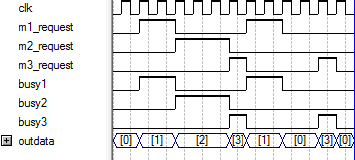 clk
m1_request
m2_request
m3_request
busy1
busy2
busy3
outdata [0] [1] [2] [3] [1] [0] [3] [0]